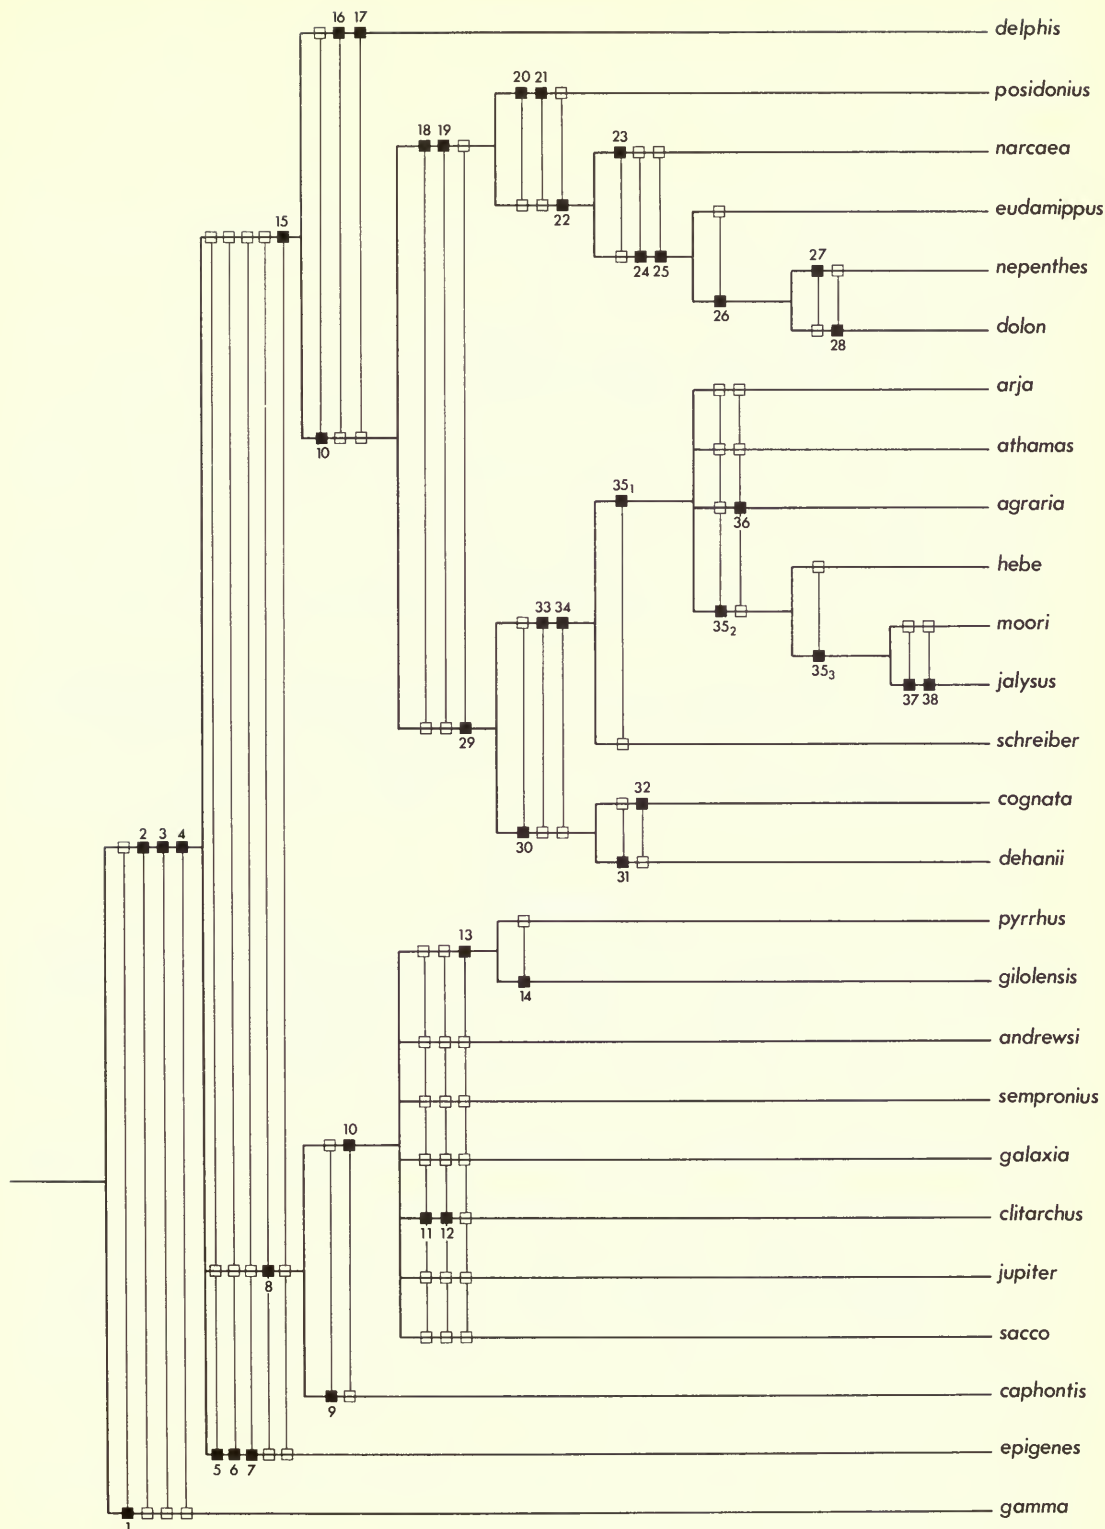 16 17
delphis
20 21
posidonius
18 19
23
narcaea
22
eudamippus
15
24 25
27
nepenthes
26
dolon
28
arja
10
athamas
35₁
agraria
36
hebe
33 34
35₂
moori
35₃
jalysus
37 38
29
schreiber
32
cognata
30
2 3 4
dehanii
31
pyrrhus
13
gilolensis
14
andrewsi
sempronius
10
galaxia
clitarchus
11 12
8
jupiter
sacco
caphontis
9
epigenes
5 6 7
gamma
1